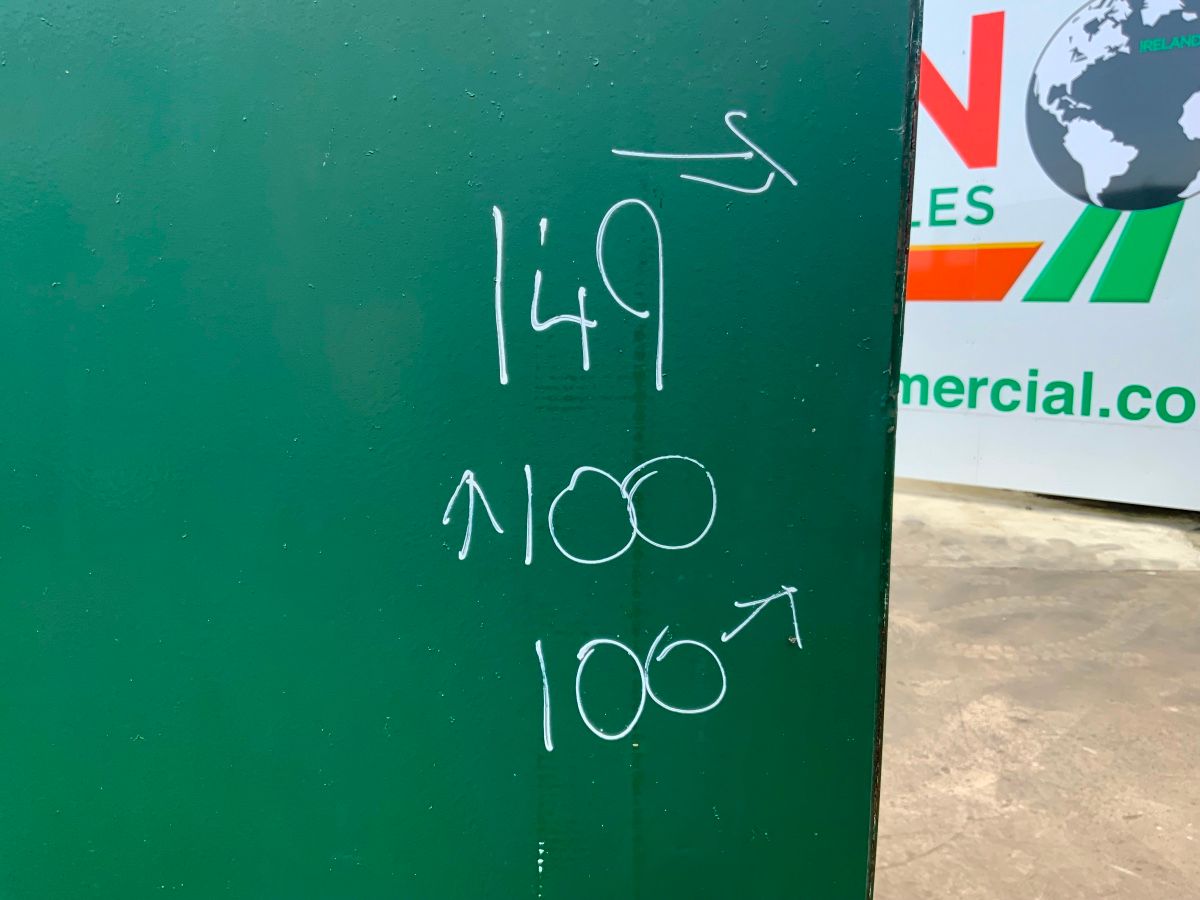 →
149
↑100
100↗
N
IRELAND
LES
mercial.co